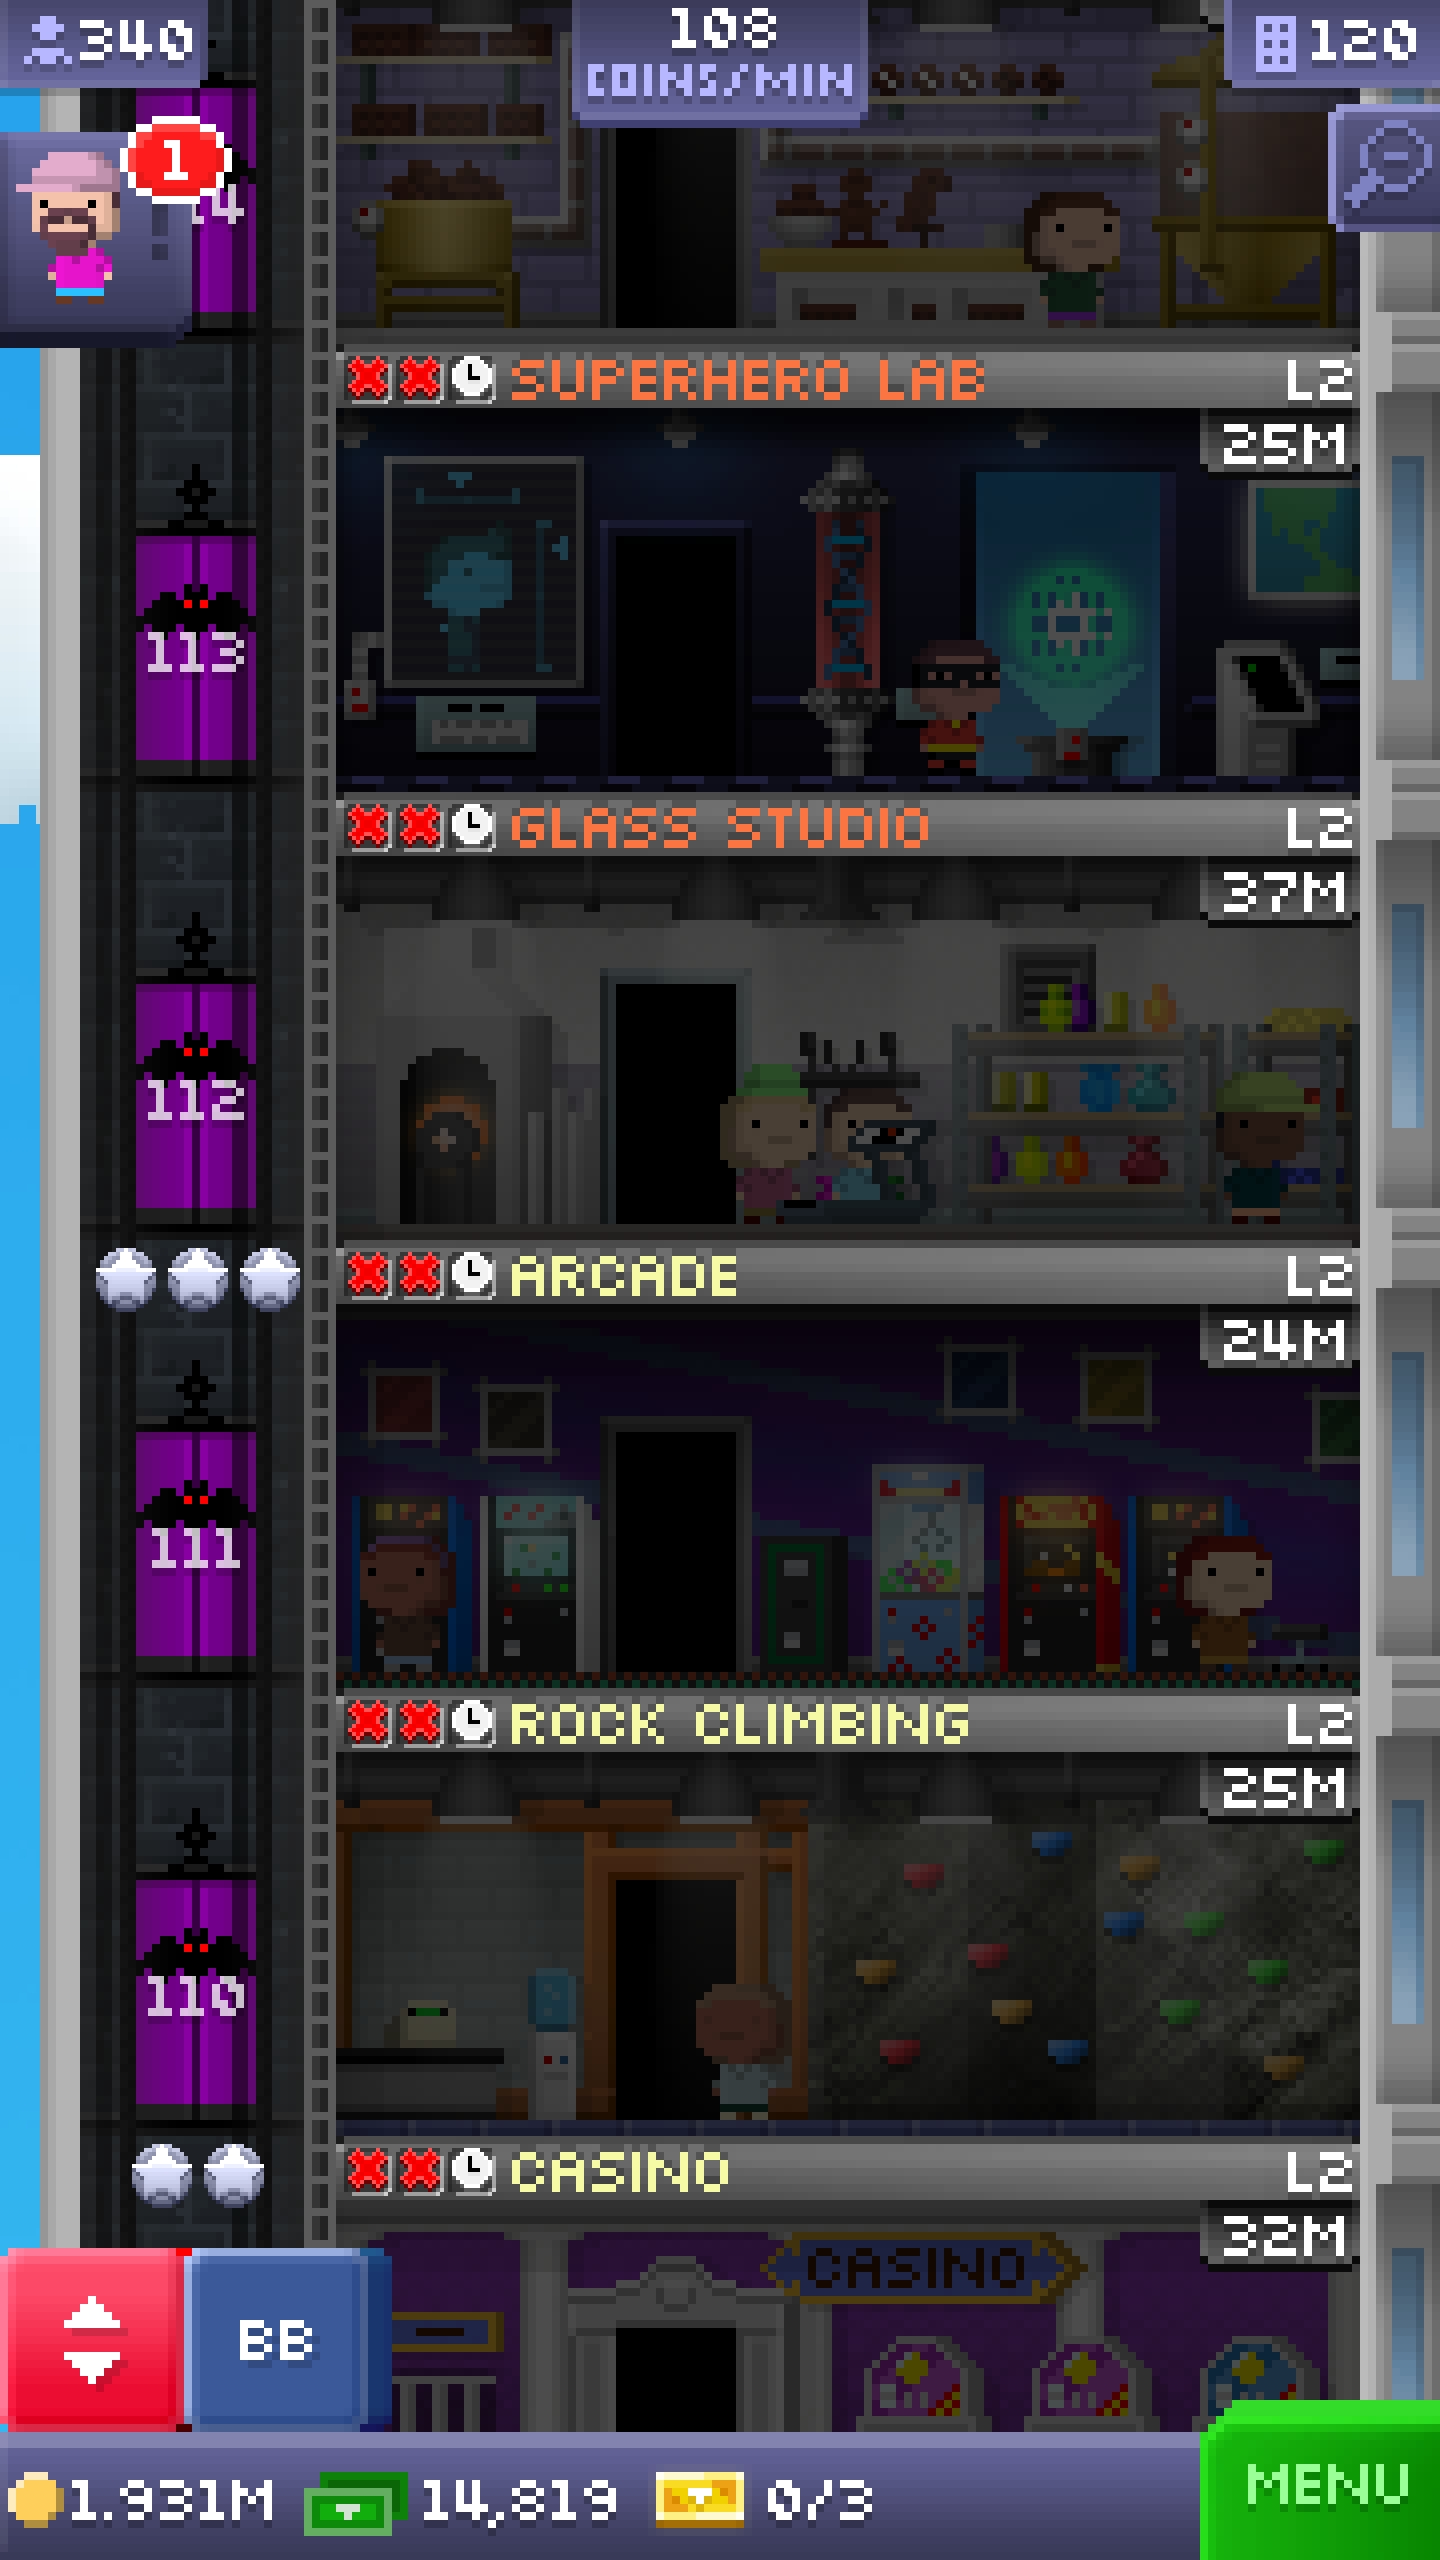 340
108
COINS/MIN
120
1
14
SUPERHERO LAB L2
25M
113
GLASS STUDIO L2
37M
112
ARCADE L2
24M
111
ROCK CLIMBING L2
25M
110
CASINO L2
32M
CASINO
BB
1.931M 14,819 0/3
MENU